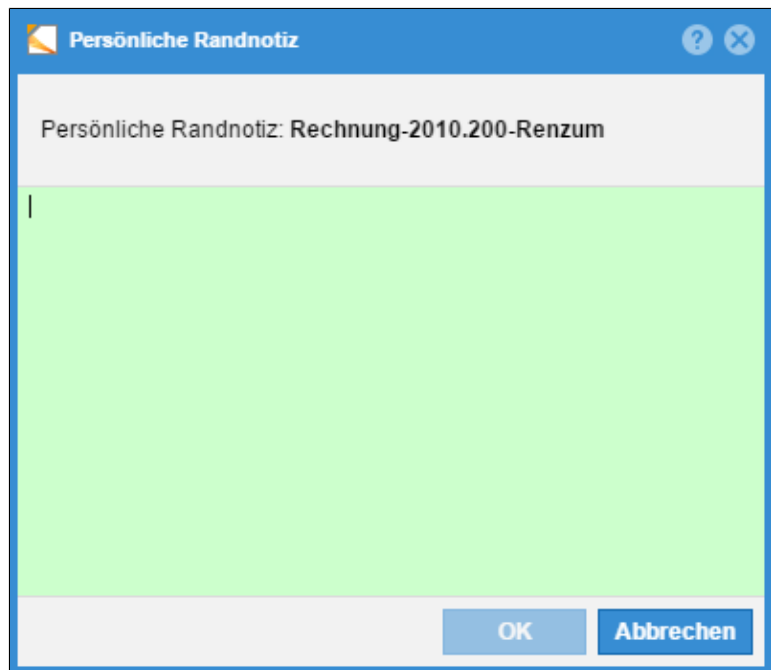 Persönliche Randnotiz
Persönliche Randnotiz: Rechnung-2010.200-Renzum
OK Abbrechen